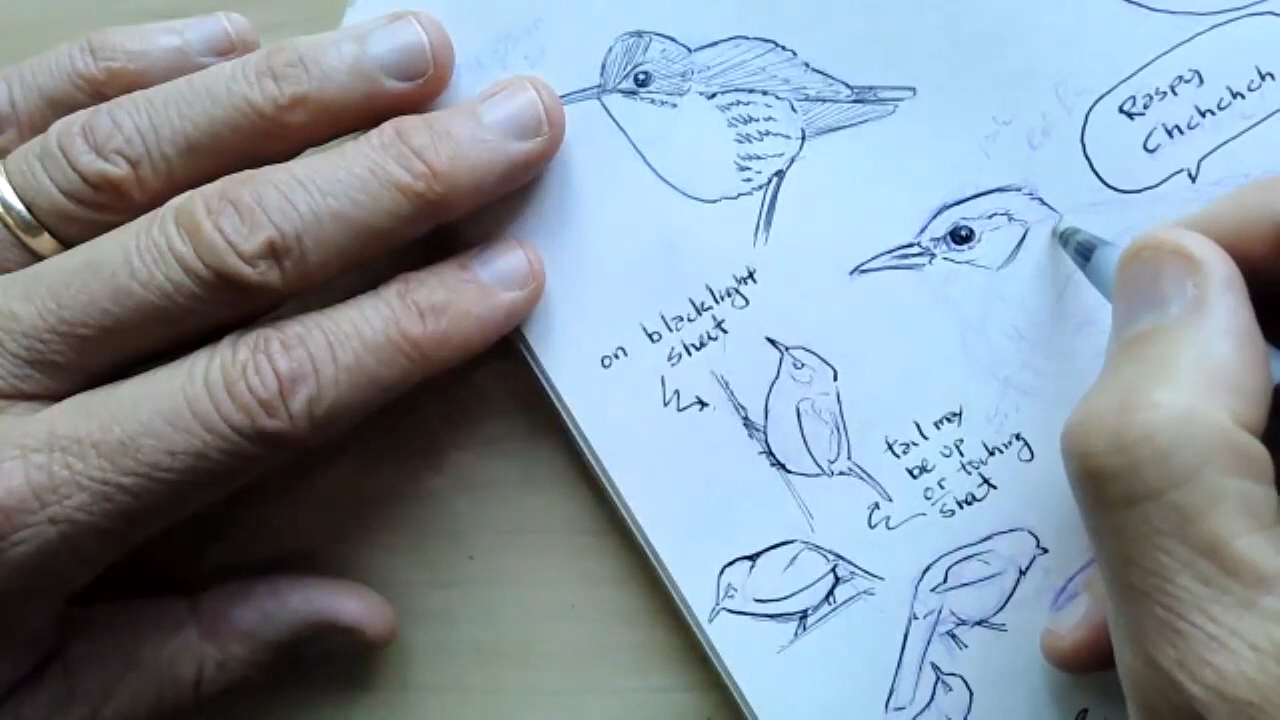 Raspy
Chchchch
on blacklight
sheet
tail may
be up
or touching
sheet